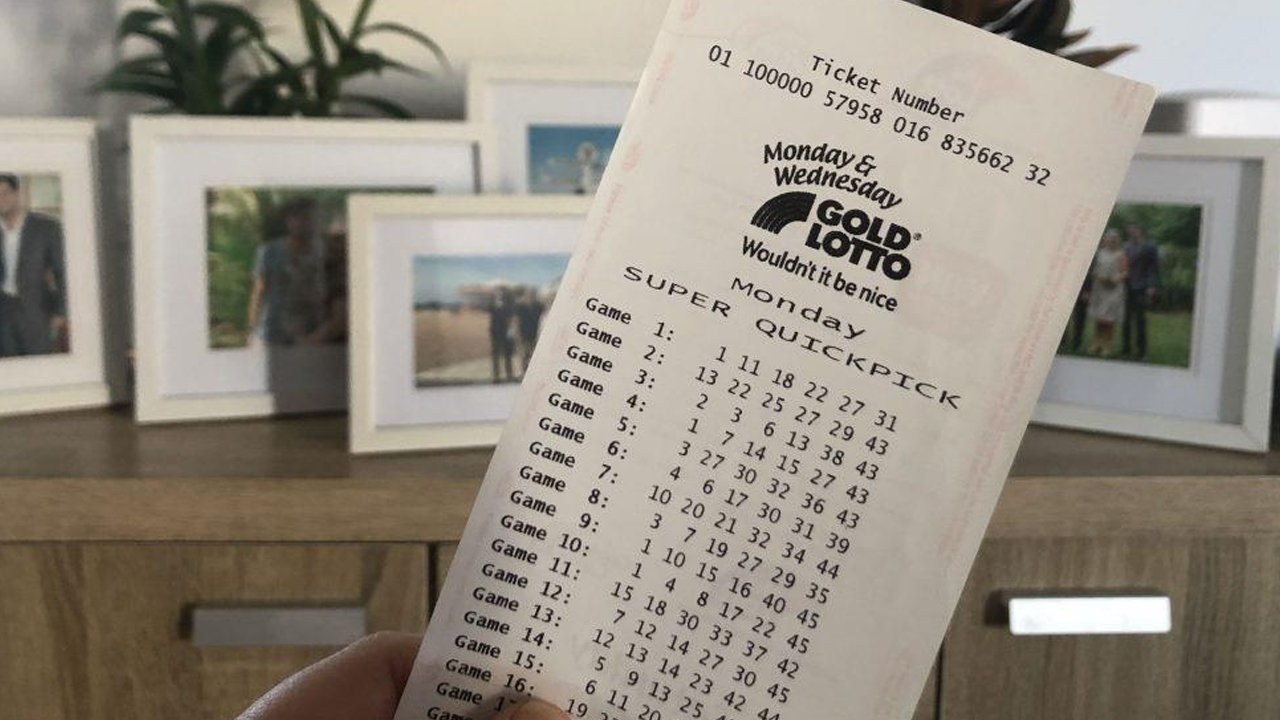 Ticket Number
01 100000 57958 016 835662 32
Monday &
Wednesday
GOLD
LOTTO®
Wouldn't it be nice
Monday
SUPER QUICKPICK
Game 1: 1 11 18 22 27 31
Game 2: 13 22 25 27 29 43
Game 3: 2 3 6 13 38 43
Game 4: 1 7 14 15 27 43
Game 5: 3 27 30 32 36 43
Game 6: 4 6 17 30 31 39
Game 7: 10 20 21 32 34 44
Game 8: 3 7 19 27 29 35
Game 9: 1 10 15 16 40 45
Game 10: 1 4 8 17 22 45
Game 11: 15 18 30 33 37 42
Game 12: 7 12 14 27 30 45
Game 13: 12 13 14 23 42 44
Game 14: 5 9 13 25
Game 15: 6 11 20
Game 16: 19
Game
Game